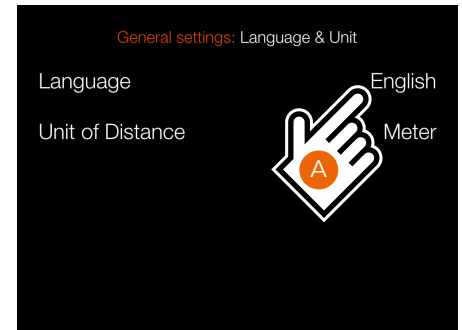 General settings: Language & Unit
Language English
Unit of Distance Meter
A